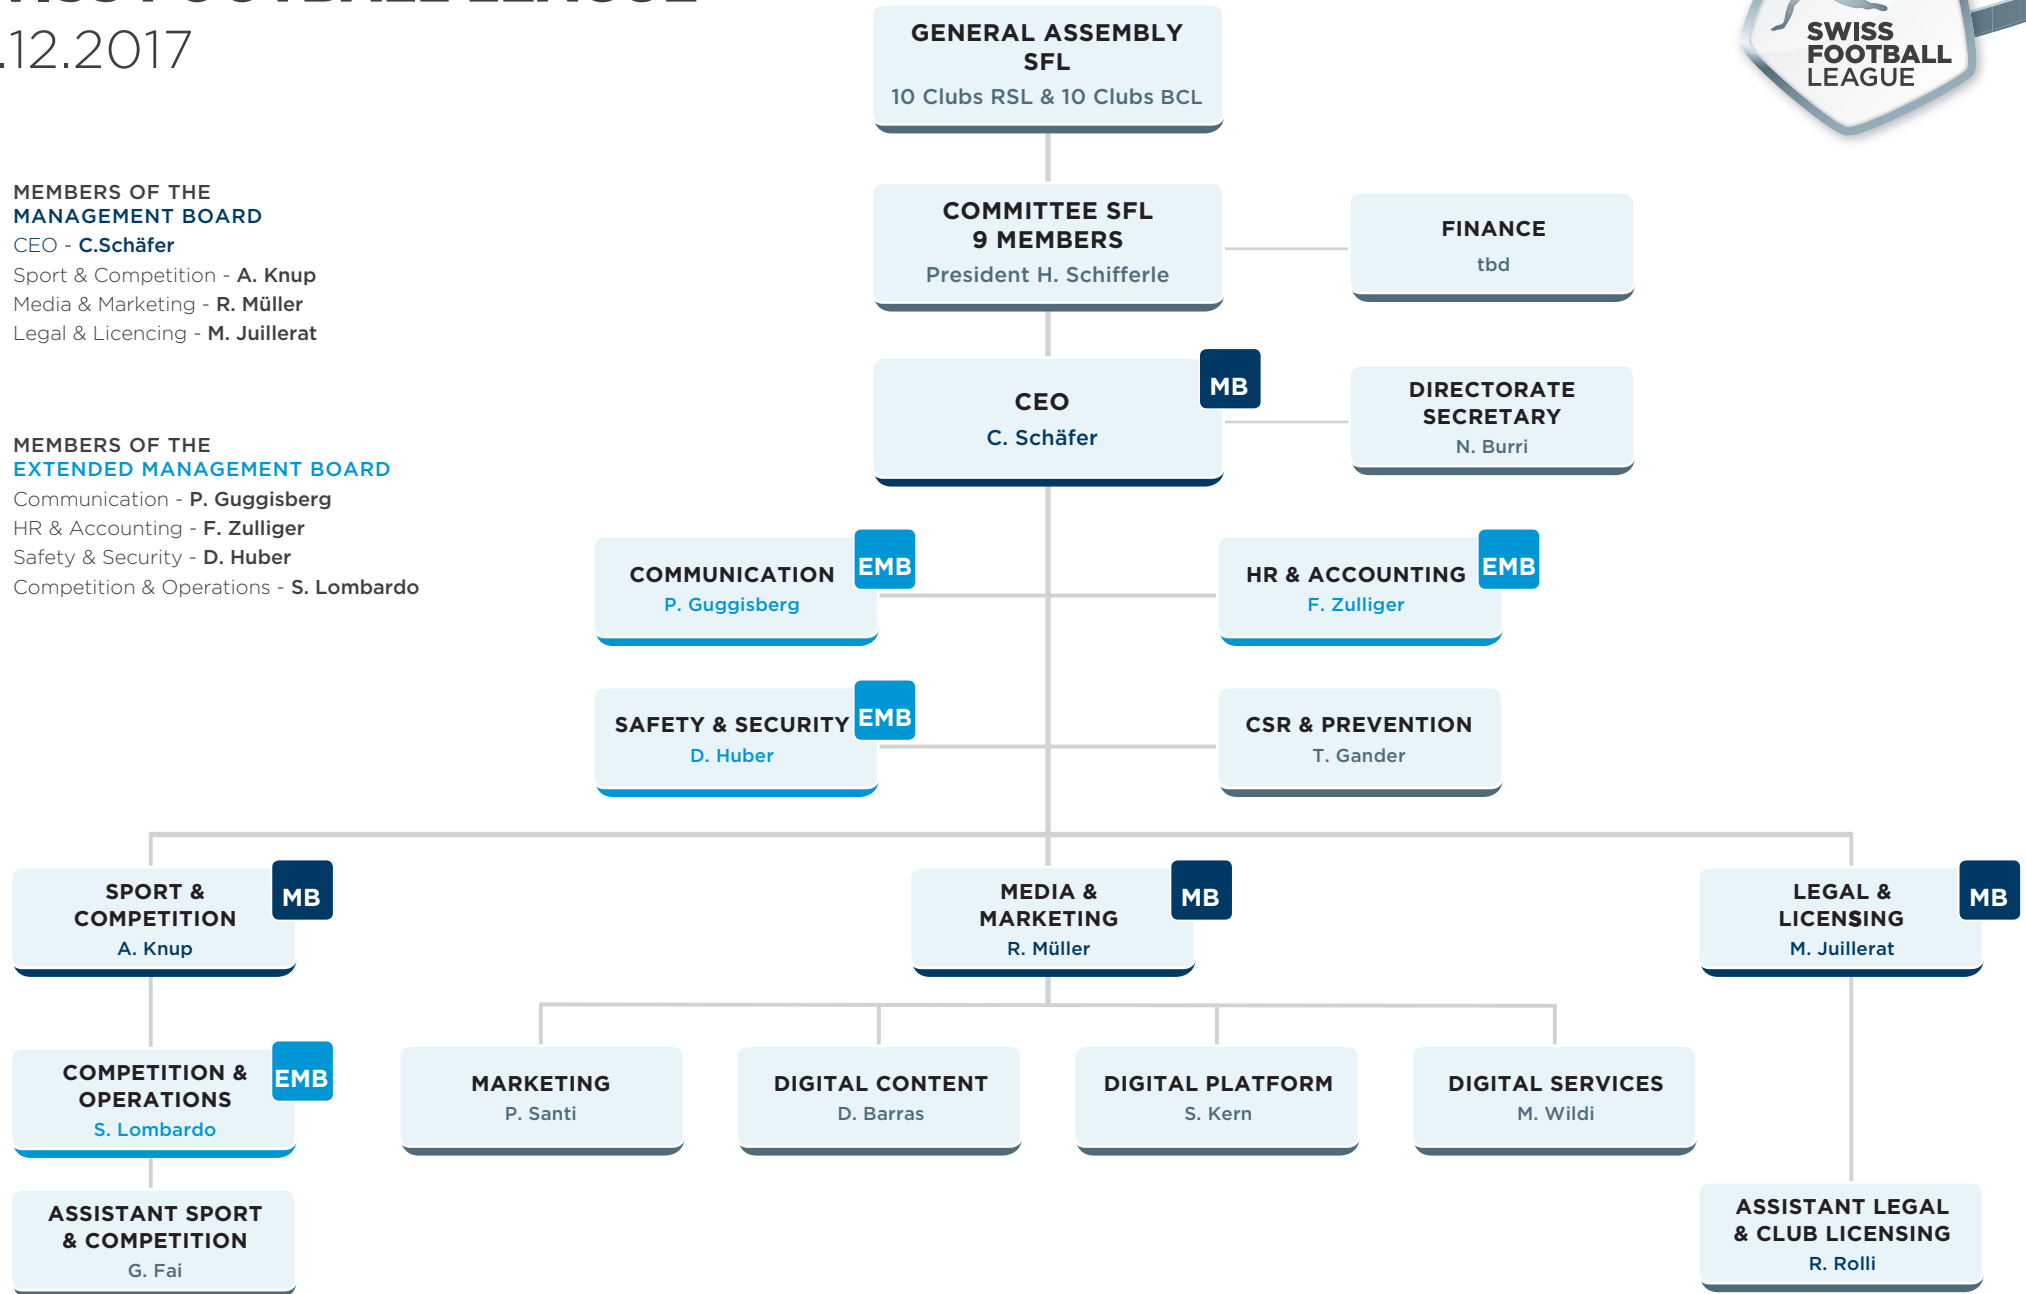 SWISS FOOTBALL LEAGUE
.12.2017
SWISS
FOOTBALL
LEAGUE
GENERAL ASSEMBLY
SFL
10 Clubs RSL & 10 Clubs BCL
MEMBERS OF THE
MANAGEMENT BOARD
CEO - C.Schäfer
Sport & Competition - A. Knup
Media & Marketing - R. Müller
Legal & Licencing - M. Juillerat
COMMITTEE SFL
9 MEMBERS
President H. Schifferle
FINANCE
tbd
CEO
C. Schäfer
MB
DIRECTORATE
SECRETARY
N. Burri
MEMBERS OF THE
EXTENDED MANAGEMENT BOARD
Communication - P. Guggisberg
HR & Accounting - F. Zulliger
Safety & Security - D. Huber
Competition & Operations - S. Lombardo
COMMUNICATION
P. Guggisberg
EMB
HR & ACCOUNTING
F. Zulliger
EMB
SAFETY & SECURITY
D. Huber
EMB
CSR & PREVENTION
T. Gander
SPORT &
COMPETITION
A. Knup
MB
MEDIA &
MARKETING
R. Müller
MB
LEGAL &
LICENSING
M. Juillerat
MB
COMPETITION &
OPERATIONS
S. Lombardo
EMB
MARKETING
P. Santi
DIGITAL CONTENT
D. Barras
DIGITAL PLATFORM
S. Kern
DIGITAL SERVICES
M. Wildi
ASSISTANT SPORT
& COMPETITION
G. Fai
ASSISTANT LEGAL
& CLUB LICENSING
R. Rolli